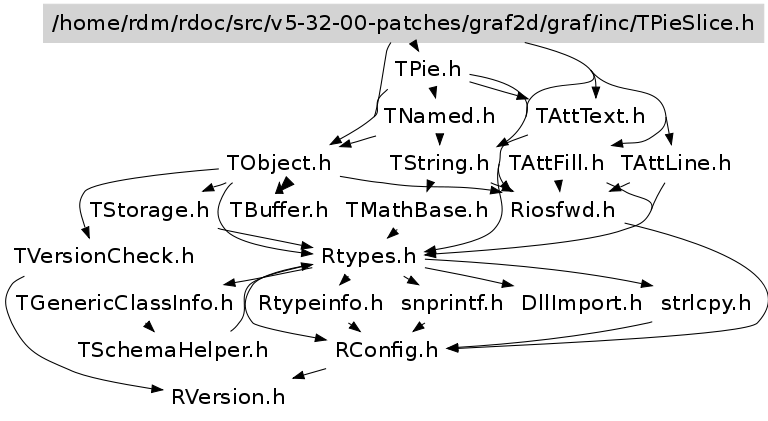 /home/rdm/rdoc/src/v5-32-00-patches/graf2d/graf/inc/TPieSlice.h
TPie.h
TNamed.h
TAttText.h
TObject.h
TString.h
TAttFill.h
TAttLine.h
TStorage.h
TBuffer.h
TMathBase.h
Riosfwd.h
TVersionCheck.h
Rtypes.h
TGenericClassInfo.h
Rtypeinfo.h
snprintf.h
DllImport.h
strlcpy.h
TSchemaHelper.h
RConfig.h
RVersion.h